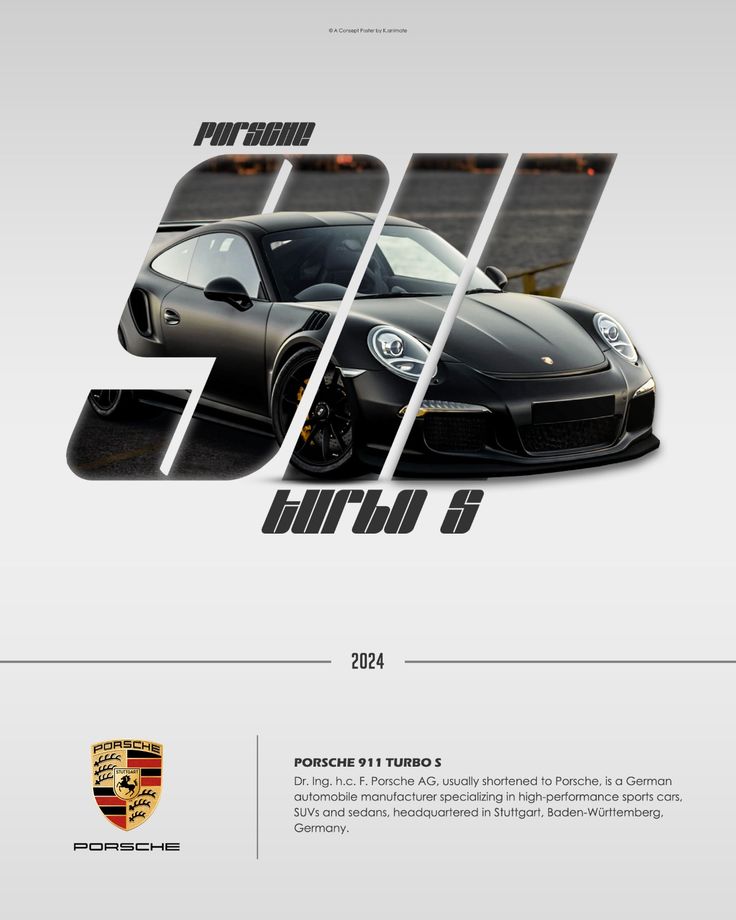 © A Concept Poster by K.animate
PORSCHE
911
turbo S
2024
PORSCHE
STUTTGART
PORSCHE
PORSCHE 911 TURBO S
Dr. Ing. h.c. F. Porsche AG, usually shortened to Porsche, is a German
automobile manufacturer specializing in high-performance sports cars,
SUVs and sedans, headquartered in Stuttgart, Baden-Württemberg,
Germany.